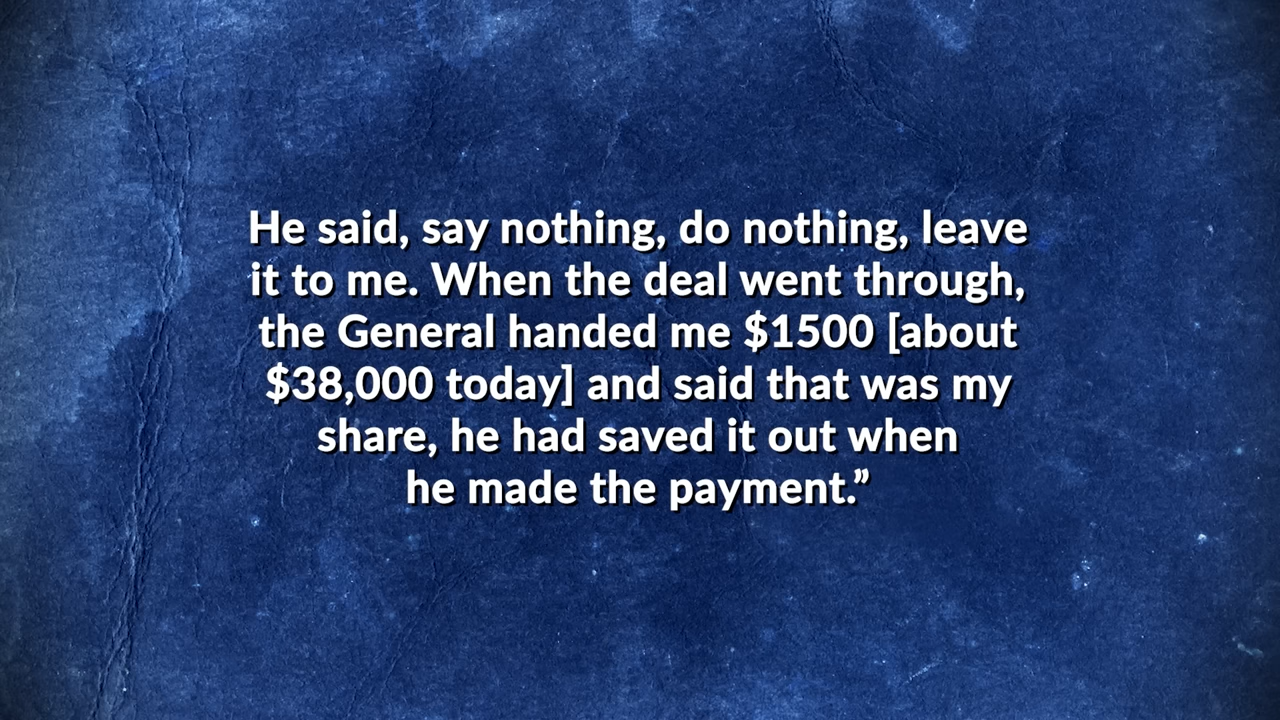 He said, say nothing, do nothing, leave
it to me. When the deal went through,
the General handed me $1500 [about
$38,000 today] and said that was my
share, he had saved it out when
he made the payment.”